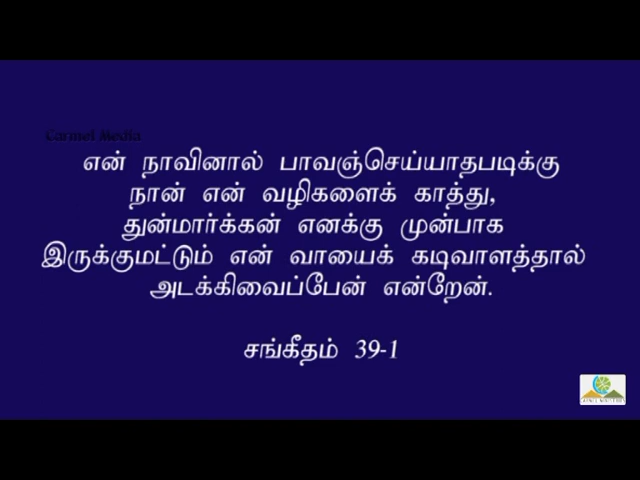 Carmel Media
என் நாவினால் பாவஞ்செய்யாதபடிக்கு
நான் என் வழிகளைக் காத்து,
துன்மார்க்கன் எனக்கு முன்பாக
இருக்குமட்டும் என் வாயைக் கடிவாளத்தால்
அடக்கிவைப்பேன் என்றேன்.
சங்கீதம் 39-1